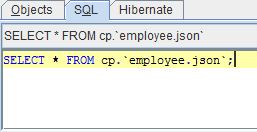 Objects SQL Hibernate
SELECT * FROM cp.`employee.json`
SELECT * FROM cp.`employee.json`;